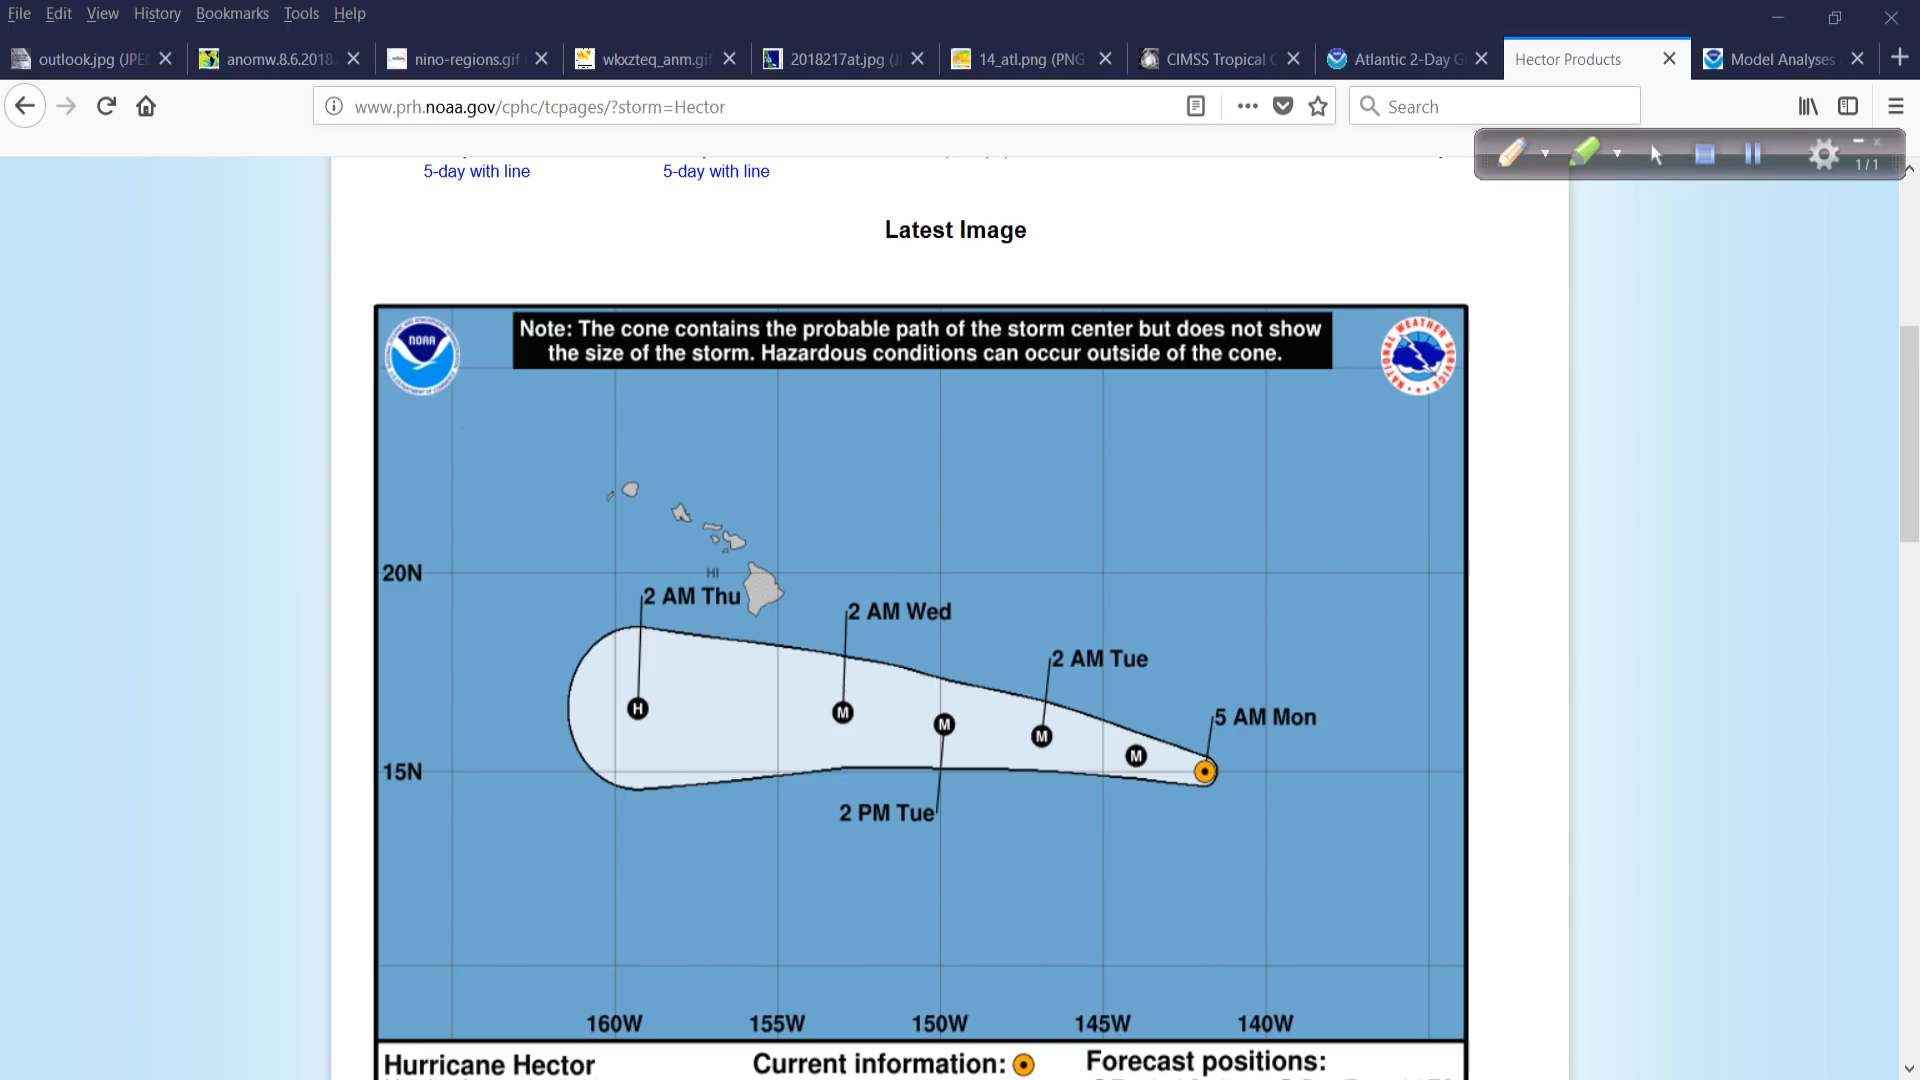 File Edit View History Bookmarks Tools Help
outlook.jpg (JPE anomw.8.6.2018. nino-regions.gif wkxzteq_anm.gif 2018217at.jpg (J 14_atl.png (PNG CIMSS Tropical C Atlantic 2-Day G Hector Products Model Analyses
www.prh.noaa.gov/cphc/tcpages/?storm=Hector Search
1/1
5-day with line 5-day with line
Latest Image
Note: The cone contains the probable path of the storm center but does not show
the size of the storm. Hazardous conditions can occur outside of the cone.
NOAA
NATIONAL WEATHER SERVICE
20N
HI
2 AM Thu
2 AM Wed
2 AM Tue
5 AM Mon
H M M M M
15N
2 PM Tue
160W 155W 150W 145W 140W
Hurricane Hector Current information: Forecast positions: